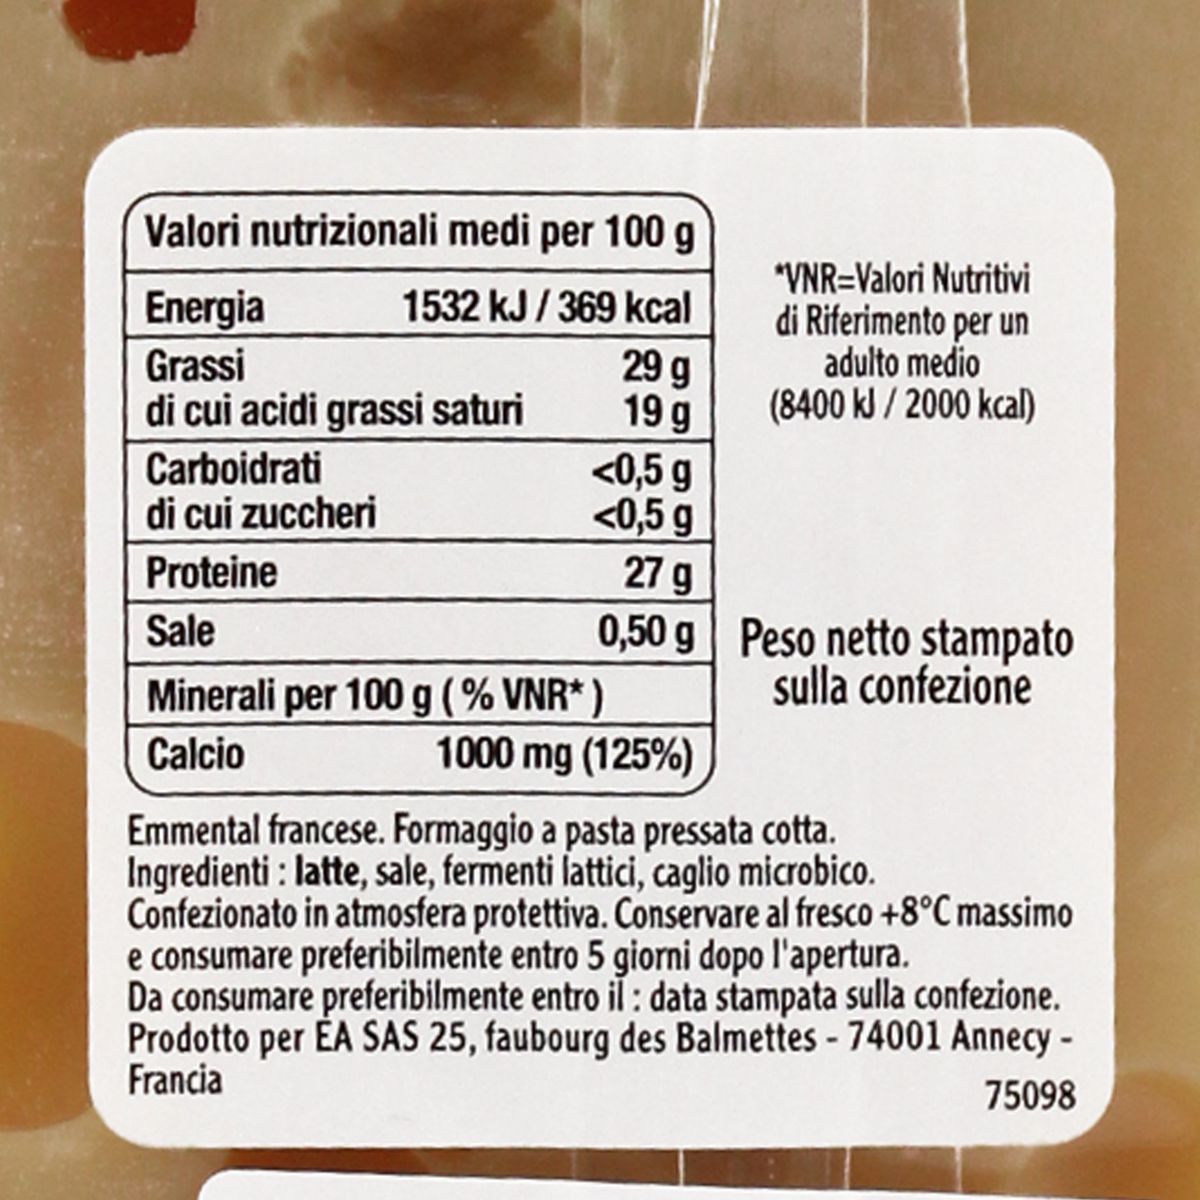 Valori nutrizionali medi per 100 g
Energia 1532 kJ / 369 kcal
Grassi 29 g
di cui acidi grassi saturi 19 g
Carboidrati <0,5 g
di cui zuccheri <0,5 g
Proteine 27 g
Sale 0,50 g
Minerali per 100 g ( % VNR* )
Calcio 1000 mg (125%)
*VNR=Valori Nutritivi
di Riferimento per un
adulto medio
(8400 kJ / 2000 kcal)
Peso netto stampato
sulla confezione
Emmental francese. Formaggio a pasta pressata cotta.
Ingredienti : latte, sale, fermenti lattici, caglio microbico.
Confezionato in atmosfera protettiva. Conservare al fresco +8°C massimo
e consumare preferibilmente entro 5 giorni dopo l'apertura.
Da consumare preferibilmente entro il : data stampata sulla confezione.
Prodotto per EA SAS 25, faubourg des Balmettes - 74001 Annecy -
Francia
75098